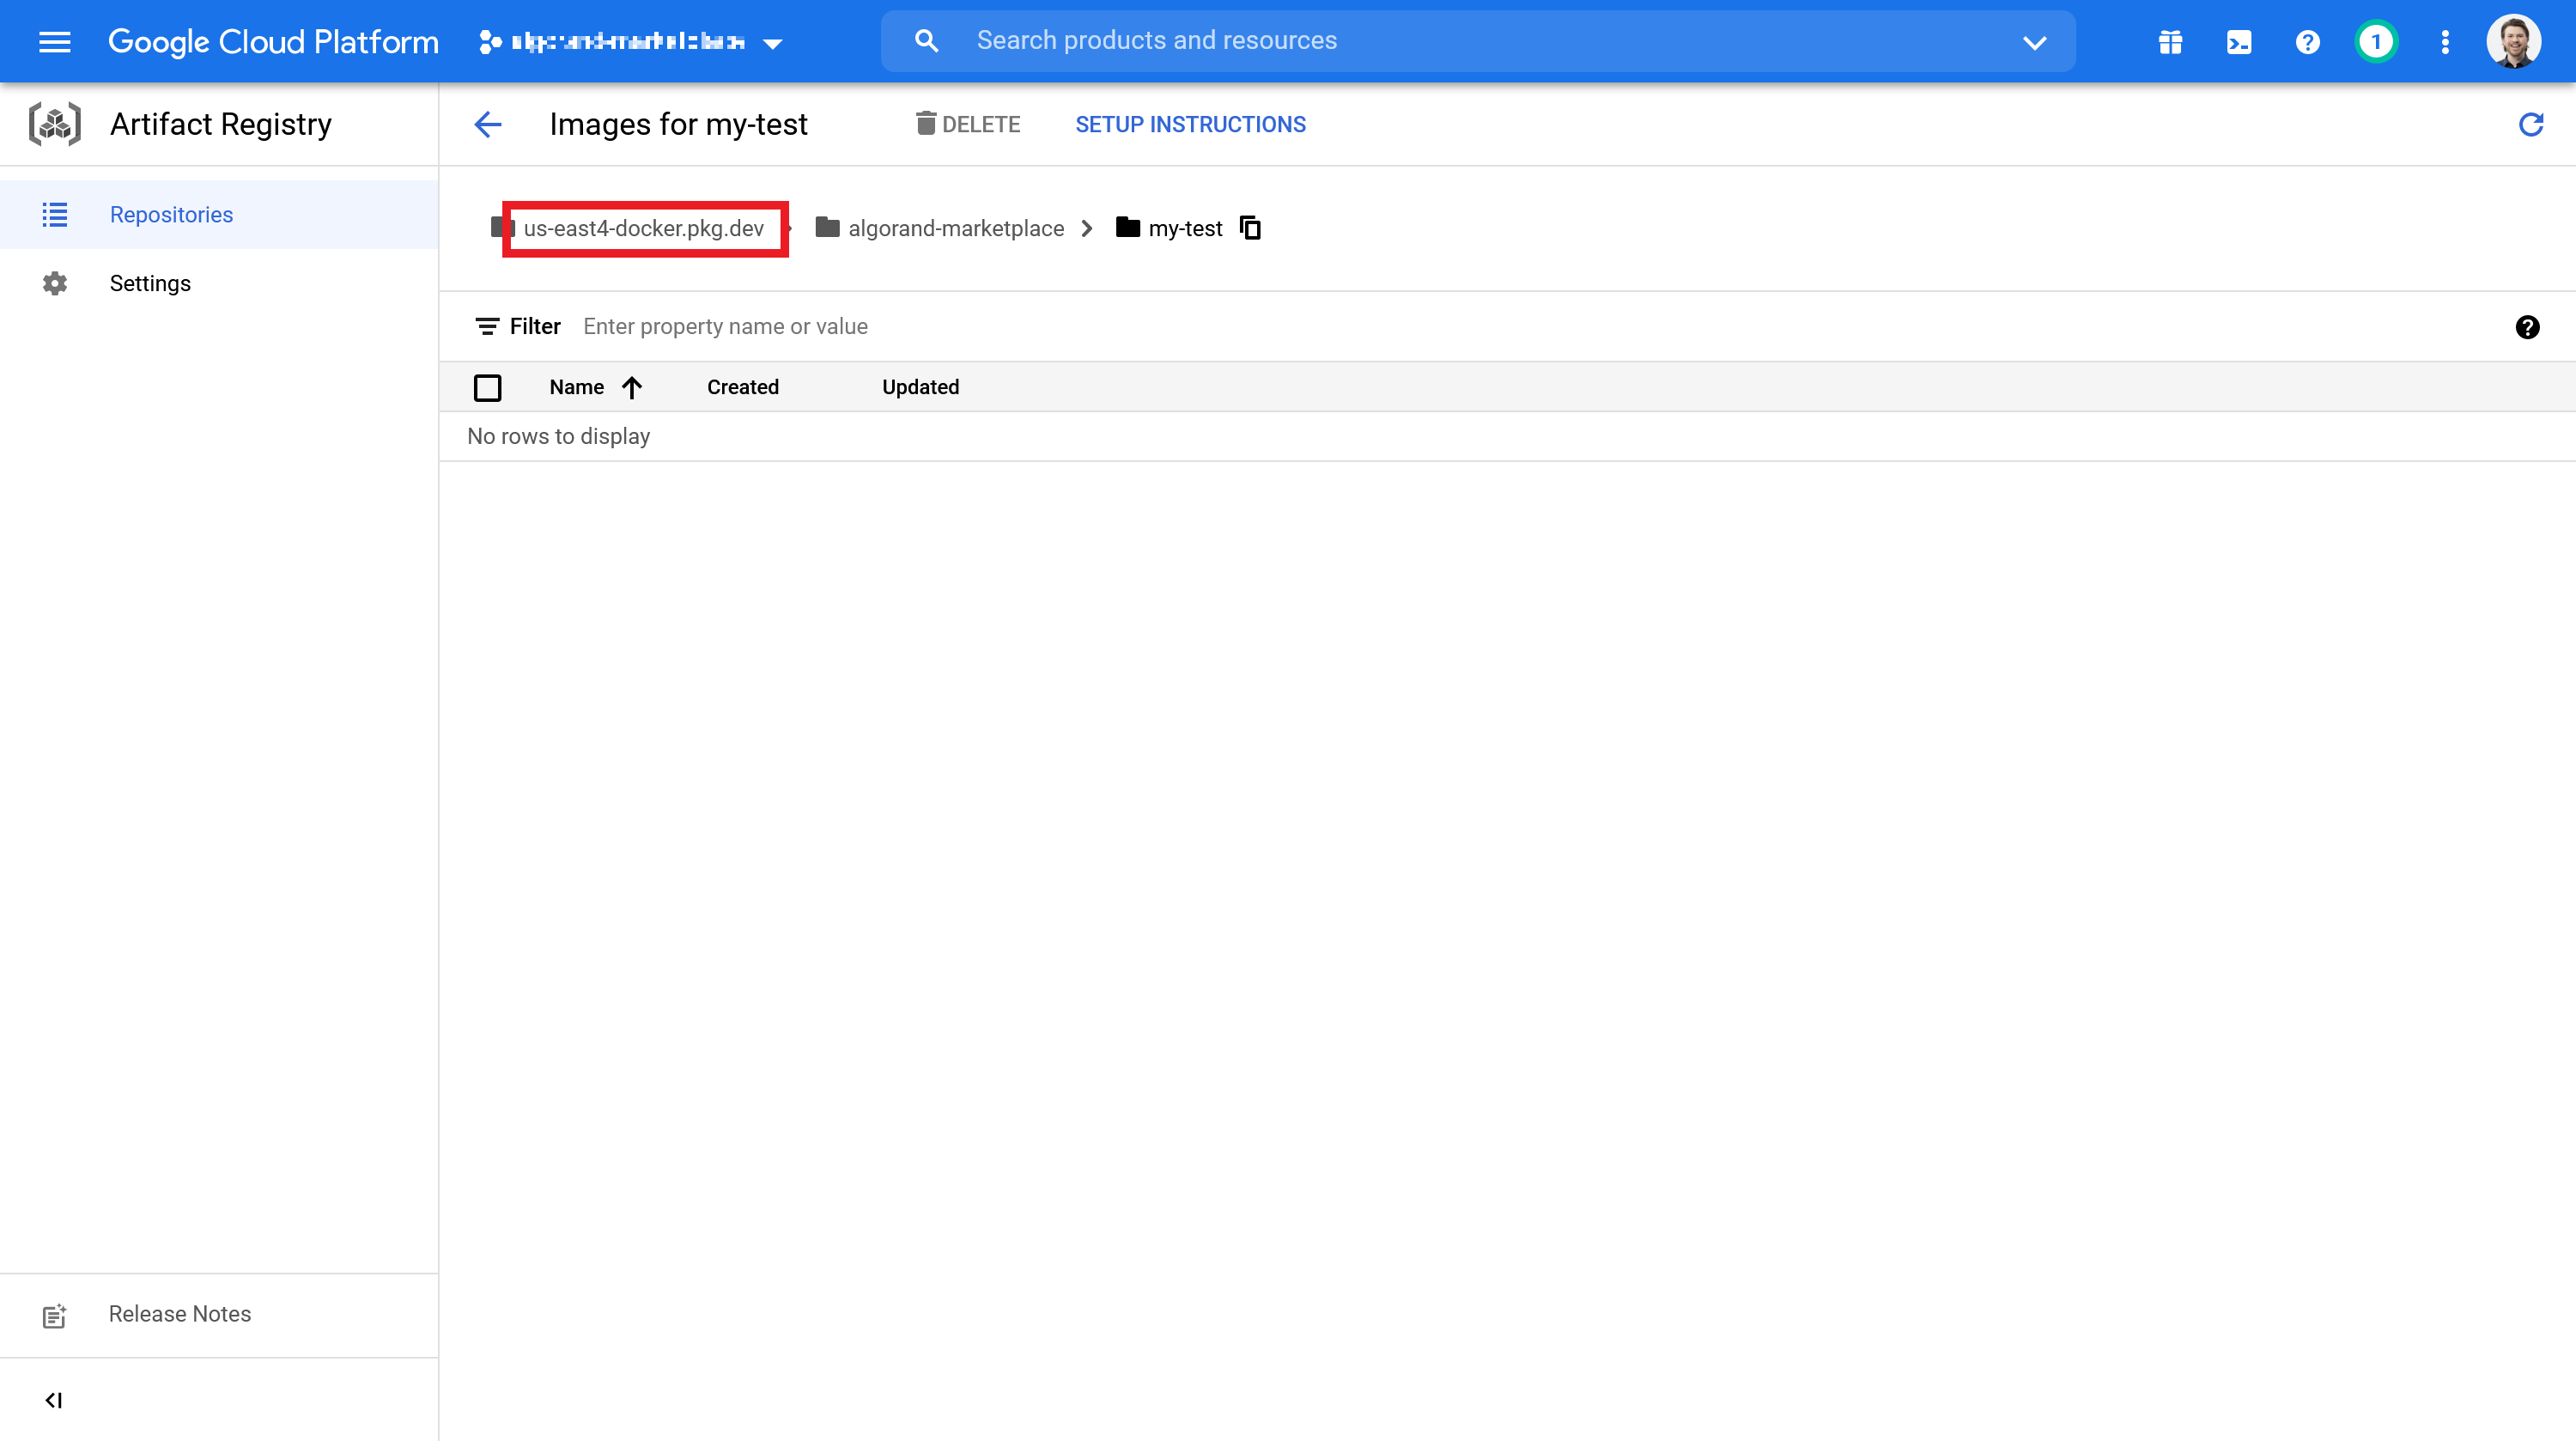 Google Cloud Platform
Search products and resources
1
Artifact Registry
Images for my-test
DELETE
SETUP INSTRUCTIONS
Repositories
us-east4-docker.pkg.dev
algorand-marketplace
my-test
Settings
Filter
Enter property name or value
Name
Created
Updated
No rows to display
Release Notes